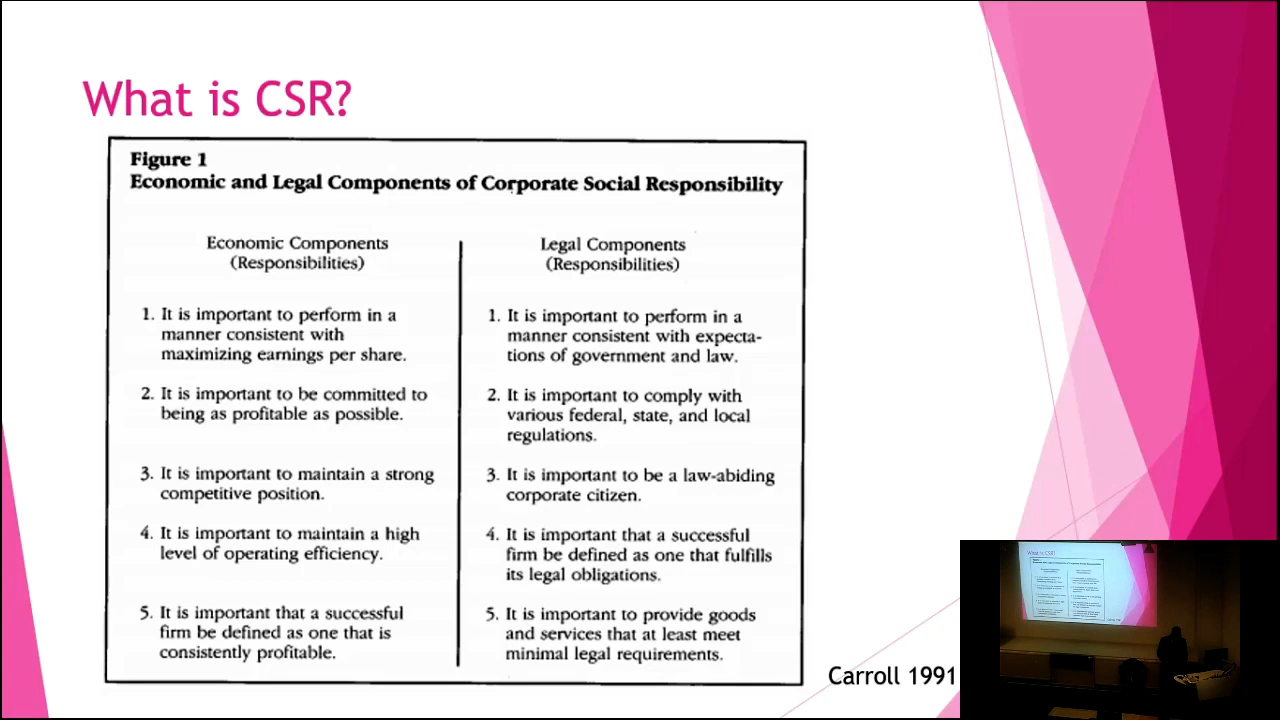 What is CSR?
Figure 1
Economic and Legal Components of Corporate Social Responsibility
Economic Components
(Responsibilities)
1. It is important to perform in a
manner consistent with
maximizing earnings per share.
2. It is important to be committed to
being as profitable as possible.
3. It is important to maintain a strong
competitive position.
4. It is important to maintain a high
level of operating efficiency.
5. It is important that a successful
firm be defined as one that is
consistently profitable.
Legal Components
(Responsibilities)
1. It is important to perform in a
manner consistent with expecta-
tions of government and law.
2. It is important to comply with
various federal, state, and local
regulations.
3. It is important to be a law-abiding
corporate citizen.
4. It is important that a successful
firm be defined as one that fulfills
its legal obligations.
5. It is important to provide goods
and services that at least meet
minimal legal requirements.
Carroll 1991
What is CSR?